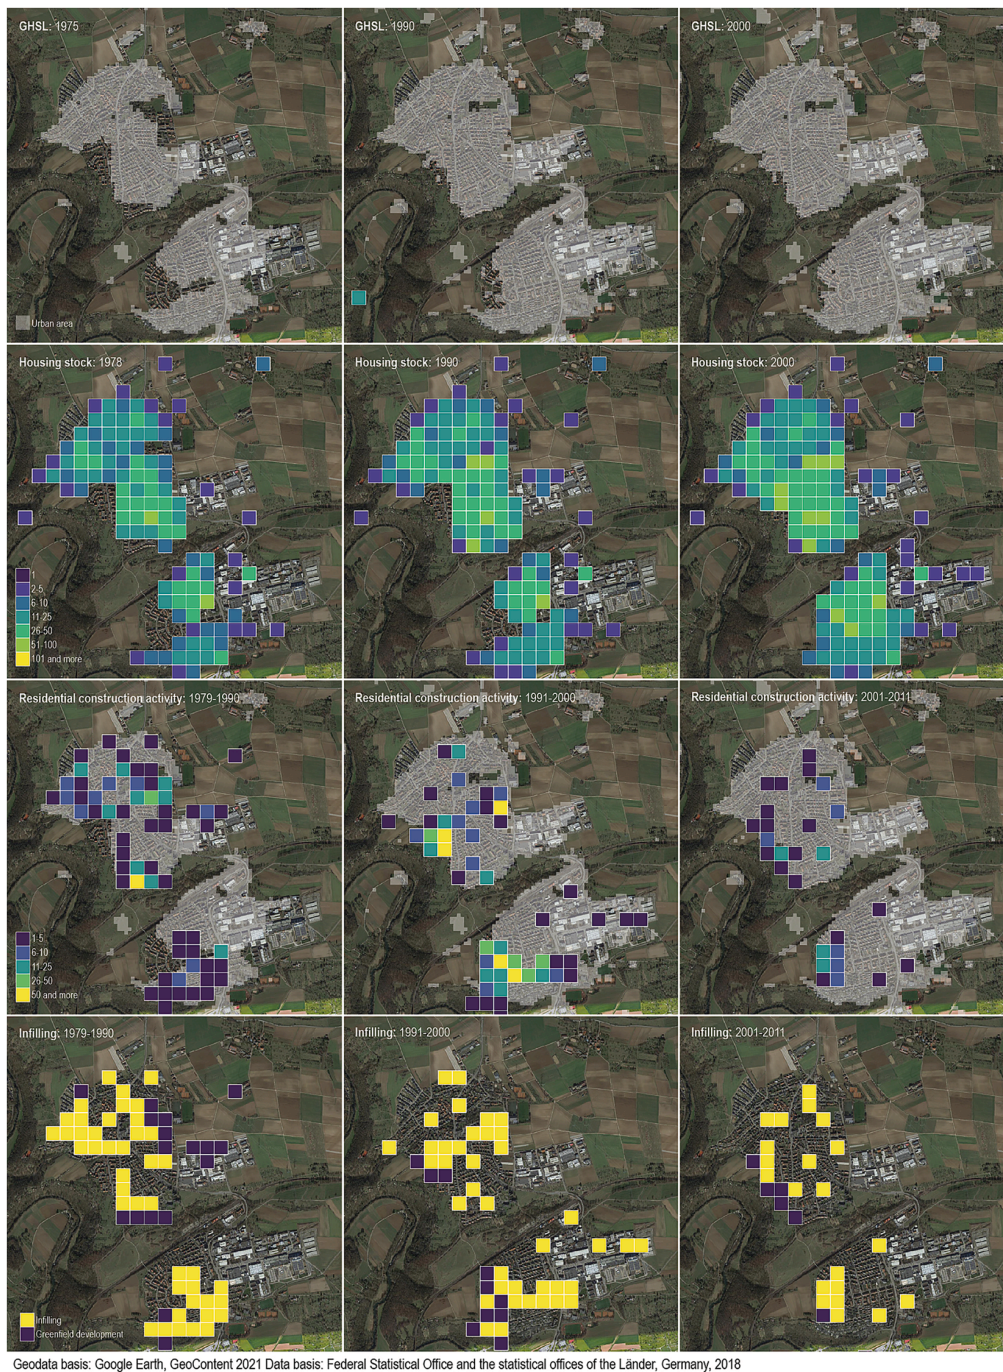 GHSL: 1975
GHSL: 1990
GHSL: 2000
Urban area
Housing stock: 1978
Housing stock: 1990
Housing stock: 2000
1
2-5
6-10
11-25
26-50
51-100
101 and more
Residential construction activity: 1979-1990
Residential construction activity: 1991-2000
Residential construction activity: 2001-2011
1-5
6-10
11-25
26-50
50 and more
Infilling: 1979-1990
Infilling: 1991-2000
Infilling: 2001-2011
Infilling
Greenfield development
Geodata basis: Google Earth, GeoContent 2021 Data basis: Federal Statistical Office and the statistical offices of the Länder, Germany, 2018